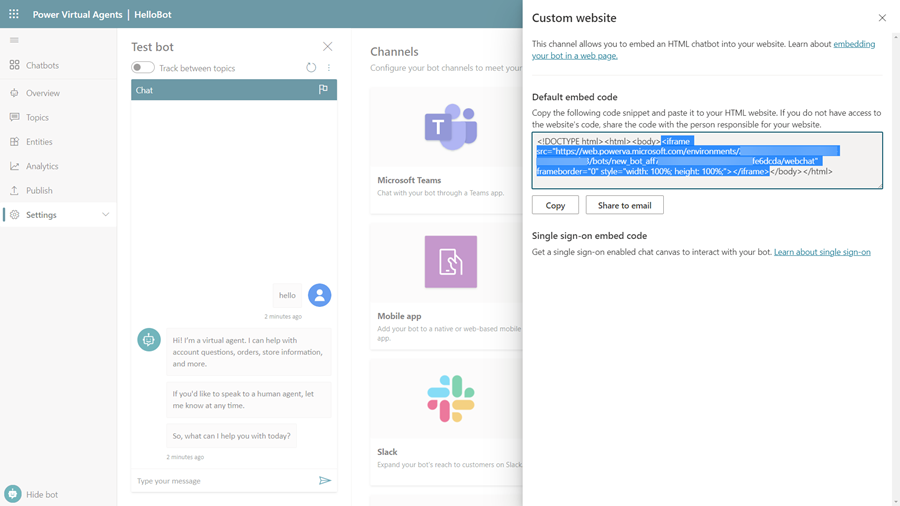 Power Virtual Agents | HelloBot
Chatbots
Overview
Topics
Entities
Analytics
Publish
Settings
Hide bot
Test bot
Track between topics
Chat
hello
2 minutes ago
Hi! I'm a virtual agent. I can help with
account questions, orders, store information,
and more.
If you'd like to speak to a human agent, let
me know at any time.
So, what can I help you with today?
2 minutes ago
Type your message
Channels
Configure your bot channels to meet your
T
Microsoft Teams
Chat with your bot through a Teams app.
Mobile app
Add your bot to a native or web-based mobile
app.
Slack
Expand your bot's reach to customers on Slack
Custom website
This channel allows you to embed an HTML chatbot into your website. Learn about embedding
your bot in a web page.
Default embed code
Copy the following code snippet and paste it to your HTML website. If you do not have access to
the website's code, share the code with the person responsible for your website.
<!DOCTYPE html><html><body><iframe
src="https://web.powerva.microsoft.com/environments/
/bots/new_bot_aff fe6dcda/webchat"
frameborder="0" style="width: 100%; height: 100%;"></iframe></body></html>
Copy
Share to email
Single sign-on embed code
Get a single sign-on enabled chat canvas to interact with your bot. Learn about single sign-on